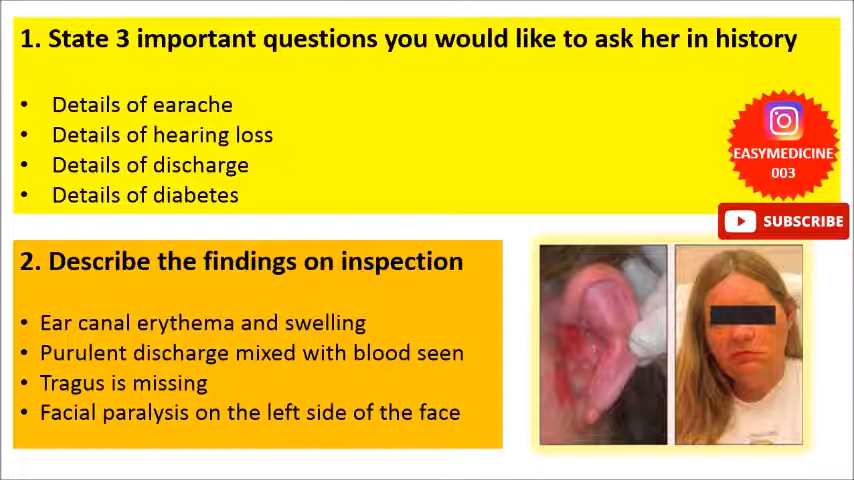 1. State 3 important questions you would like to ask her in history
• Details of earache
• Details of hearing loss
• Details of discharge
• Details of diabetes
EASYMEDICINE
003
SUBSCRIBE
2. Describe the findings on inspection
• Ear canal erythema and swelling
• Purulent discharge mixed with blood seen
• Tragus is missing
• Facial paralysis on the left side of the face